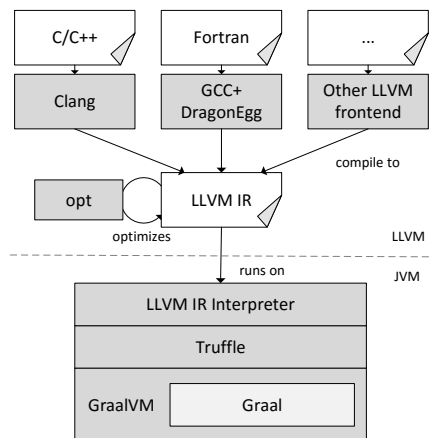 C/C++
Fortran
...
Clang
GCC+
DragonEgg
Other LLVM
frontend
compile to
opt
LLVM IR
optimizes
LLVM
runs on
JVM
LLVM IR Interpreter
Truffle
GraalVM
Graal